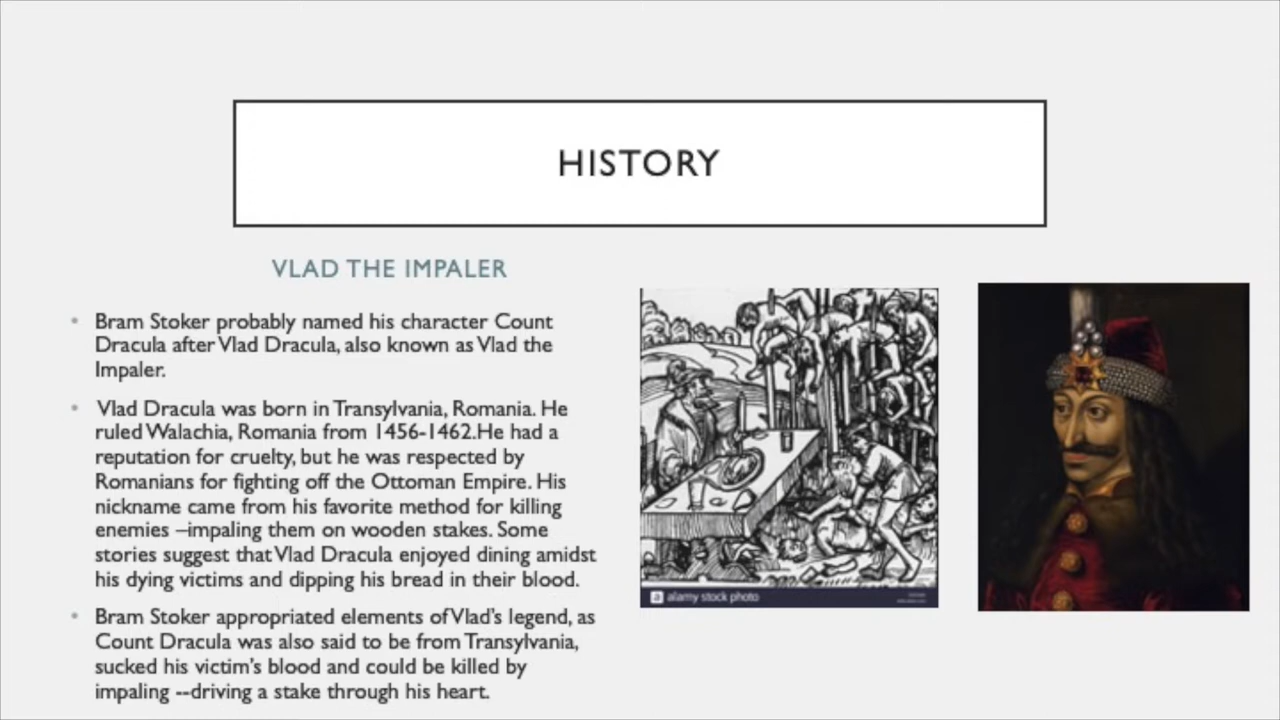 HISTORY
VLAD THE IMPALER
• Bram Stoker probably named his character Count
Dracula after Vlad Dracula, also known as Vlad the
Impaler.
• Vlad Dracula was born in Transylvania, Romania. He
ruled Walachia, Romania from 1456-1462.He had a
reputation for cruelty, but he was respected by
Romanians for fighting off the Ottoman Empire. His
nickname came from his favorite method for killing
enemies –impaling them on wooden stakes. Some
stories suggest that Vlad Dracula enjoyed dining amidst
his dying victims and dipping his bread in their blood.
• Bram Stoker appropriated elements of Vlad's legend, as
Count Dracula was also said to be from Transylvania,
sucked his victim's blood and could be killed by
impaling --driving a stake through his heart.
a alamy stock photo